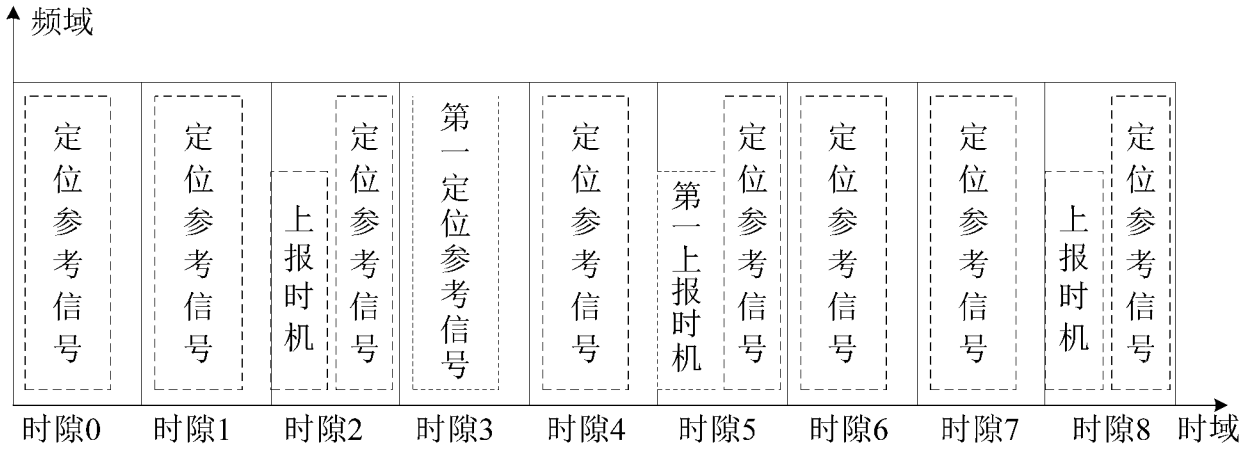 频域
定位参考信号
定位参考信号
上报时机
定位参考信号
第一定位参考信号
定位参考信号
第一上报时机
定位参考信号
定位参考信号
定位参考信号
上报时机
定位参考信号
时隙0
时隙1
时隙2
时隙3
时隙4
时隙5
时隙6
时隙7
时隙8
时域